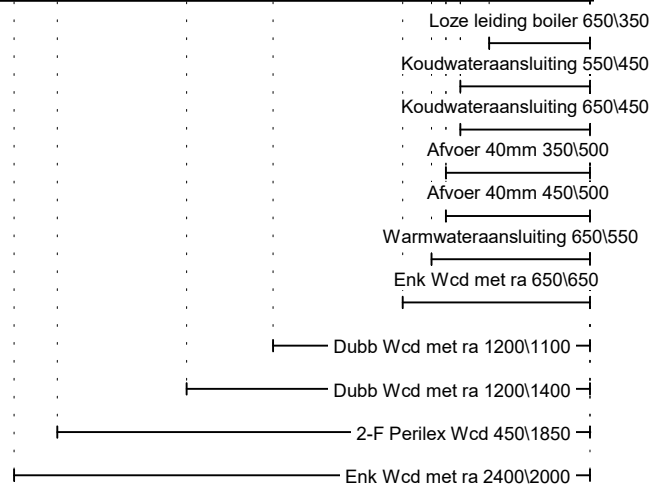 Loze leiding boiler 650\350
Koudwateraansluiting 550\450
Koudwateraansluiting 650\450
Afvoer 40mm 350\500
Afvoer 40mm 450\500
Warmwateraansluiting 650\550
Enk Wcd met ra 650\650
Dubb Wcd met ra 1200\1100
Dubb Wcd met ra 1200\1400
2-F Perilex Wcd 450\1850
Enk Wcd met ra 2400\2000